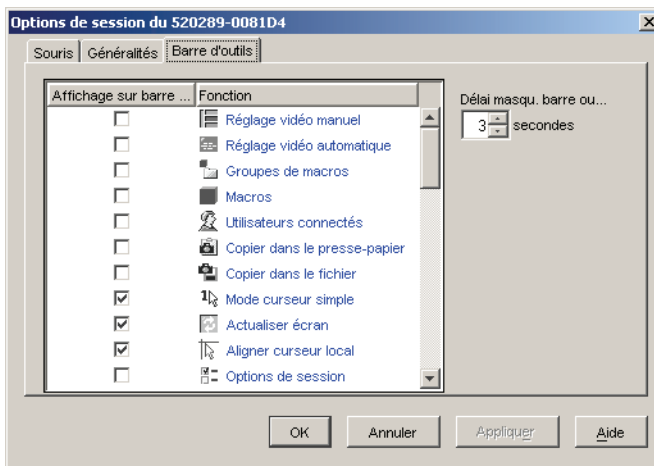 Options de session du 520289-0081D4
Souris Généralités Barre d'outils
Affichage sur barre ... Fonction
Réglage vidéo manuel
Réglage vidéo automatique
Groupes de macros
Macros
Utilisateurs connectés
Copier dans le presse-papier
Copier dans le fichier
Mode curseur simple
Actualiser écran
Aligner curseur local
Options de session
Délai masqu. barre ou...
3 secondes
OK Annuler Appliquer Aide